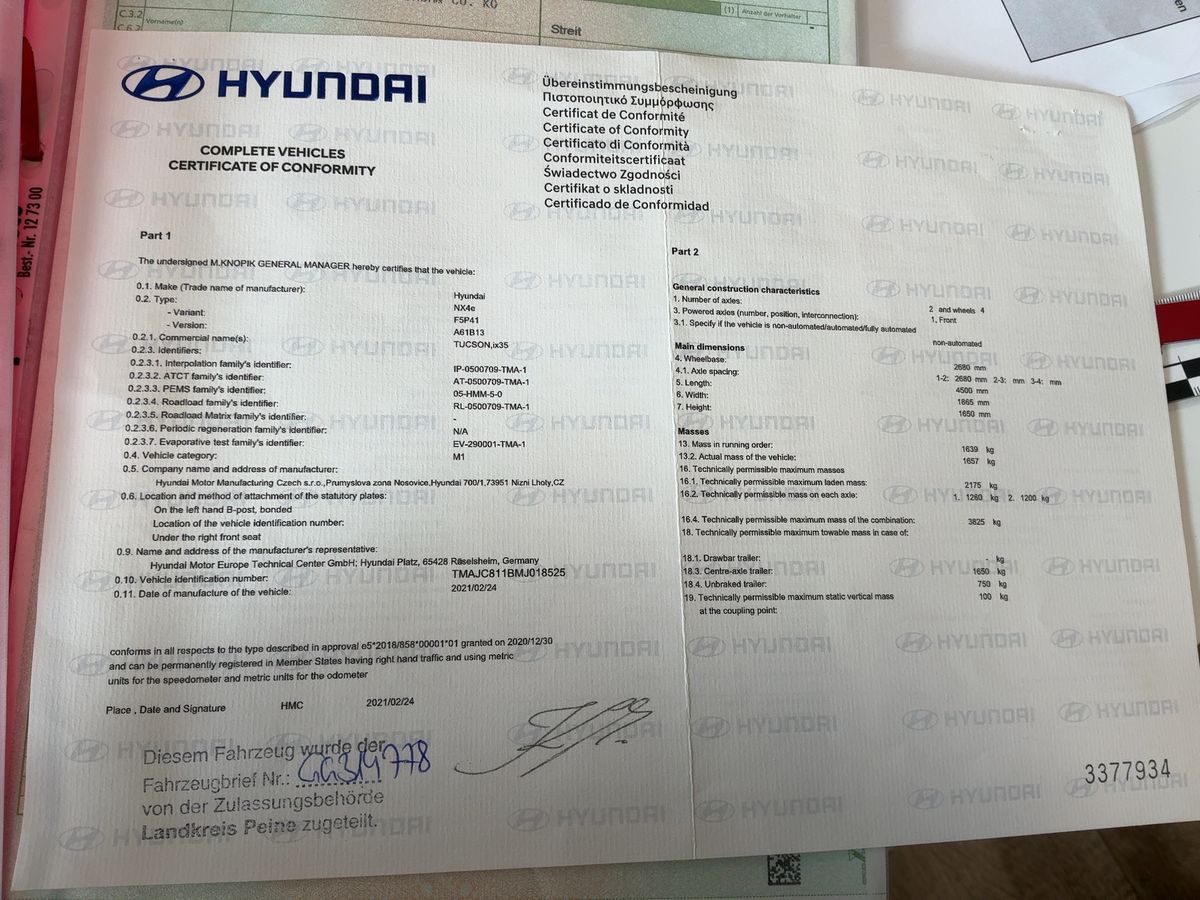 C.3.2
Vorname(n)
CO. KG
(1) Anzahl der Vorhalter
C.6.2
Streit
Best.- Nr. 12 73 00
HYUNDAI
COMPLETE VEHICLES
CERTIFICATE OF CONFORMITY
Übereinstimmungsbescheinigung
Πιστοποιητικό Συμμόρφωσης
Certificat de Conformité
Certificate of Conformity
Certificato di Conformità
Conformiteitscertificaat
Świadectwo Zgodności
Certifikat o skladnosti
Certificado de Conformidad
Part 1
The undersigned M.KNOPIK GENERAL MANAGER hereby certifies that the vehicle:
0.1. Make (Trade name of manufacturer): Hyundai
0.2. Type: NX4e
- Variant: F5P41
- Version: A61B13
0.2.1. Commercial name(s): TUCSON,ix35
0.2.3. Identifiers:
0.2.3.1. Interpolation family's identifier: IP-0500709-TMA-1
0.2.3.2. ATCT family's identifier: AT-0500709-TMA-1
0.2.3.3. PEMS family's identifier: 05-HMM-5-0
0.2.3.4. Roadload family's identifier: RL-0500709-TMA-1
0.2.3.5. Roadload Matrix family's identifier: -
0.2.3.6. Periodic regeneration family's identifier: N/A
0.2.3.7. Evaporative test family's identifier: EV-290001-TMA-1
0.4. Vehicle category: M1
0.5. Company name and address of manufacturer:
Hyundai Motor Manufacturing Czech s.r.o.,Prumyslova zona Nosovice,Hyundai 700/1,73951 Nizni Lhoty,CZ
0.6. Location and method of attachment of the statutory plates:
On the left hand B-post, bonded
Location of the vehicle identification number:
Under the right front seat
0.9. Name and address of the manufacturer's representative:
Hyundai Motor Europe Technical Center GmbH; Hyundai Platz, 65428 Rüselsheim, Germany
0.10. Vehicle identification number: TMAJC811BMJ018525
0.11. Date of manufacture of the vehicle: 2021/02/24
conforms in all respects to the type described in approval e5*2018/858*00001*01 granted on 2020/12/30
and can be permanently registered in Member States having right hand traffic and using metric
units for the speedometer and metric units for the odometer
Place , Date and Signature HMC 2021/02/24
Diesem Fahrzeug wurde der
Fahrzeugbrief Nr.: GG314778
von der Zulassungsbehörde
Landkreis Peine zugeteilt.
Part 2
General construction characteristics
1. Number of axles: 2 and wheels 4
3. Powered axles (number, position, interconnection): 1, Front
3.1. Specify if the vehicle is non-automated/automated/fully automated non-automated
Main dimensions
4. Wheelbase: 2680 mm
4.1. Axle spacing: 1-2: 2680 mm 2-3: mm 3-4: mm
5. Length: 4500 mm
6. Width: 1865 mm
7. Height: 1650 mm
Masses
13. Mass in running order: 1639 kg
13.2. Actual mass of the vehicle: 1657 kg
16. Technically permissible maximum masses
16.1. Technically permissible maximum laden mass: 2175 kg
16.2. Technically permissible mass on each axle: 1. 1260 kg 2. 1200 kg
16.4. Technically permissible maximum mass of the combination: 3825 kg
18. Technically permissible maximum towable mass in case of:
18.1. Drawbar trailer: - kg
18.3. Centre-axle trailer: 1650 kg
18.4. Unbraked trailer: 750 kg
19. Technically permissible maximum static vertical mass 100 kg
at the coupling point:
3377934